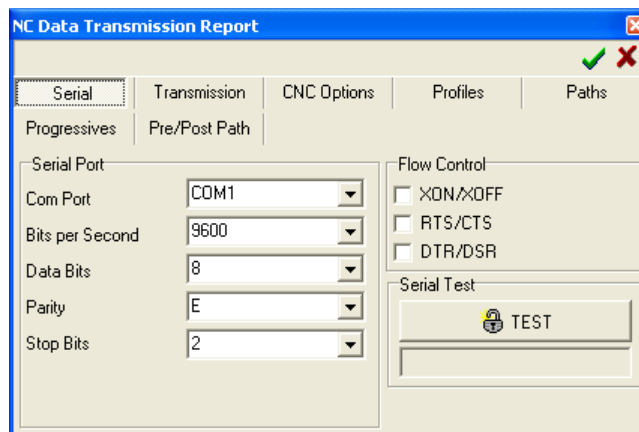 NC Data Transmission Report
Serial Transmission CNC Options Profiles Paths
Progressives Pre/Post Path
Serial Port
Com Port COM1
Bits per Second 9600
Data Bits 8
Parity E
Stop Bits 2
Flow Control
XON/XOFF
RTS/CTS
DTR/DSR
Serial Test
TEST